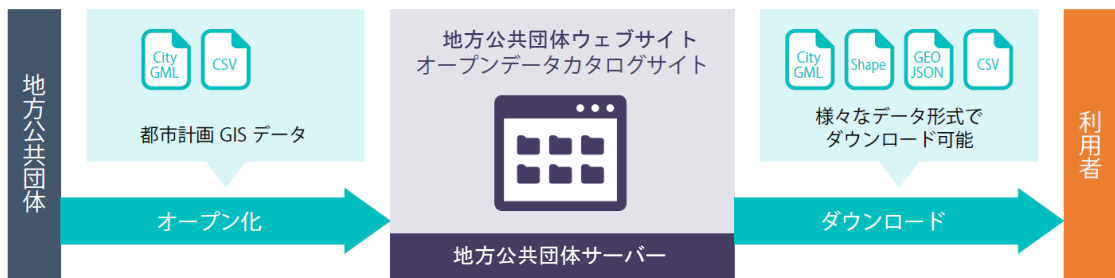 地方公共団体
City
GML
CSV
都市計画 GIS データ
オープン化
地方公共団体ウェブサイト
オープンデータカタログサイト
地方公共団体サーバー
City
GML
Shape
GEO
JSON
CSV
様々なデータ形式で
ダウンロード可能
ダウンロード
利用者